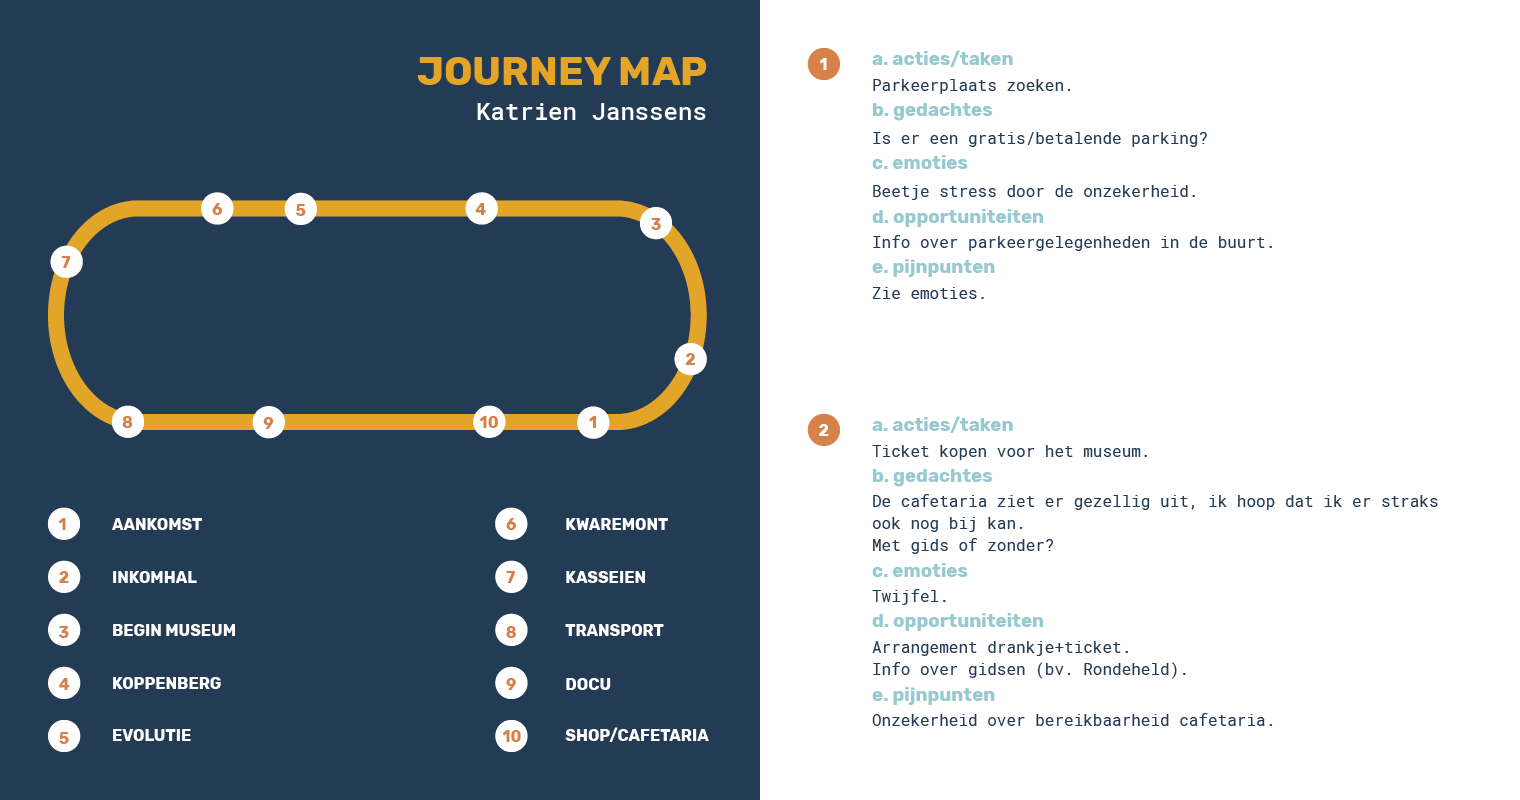 JOURNEY MAP
Katrien Janssens
6
5
4
3
7
2
8
9
10
1
1 AANKOMST
2 INKOMHAL
3 BEGIN MUSEUM
4 KOPPENBERG
5 EVOLUTIE
6 KWAREMONT
7 KASSEIEN
8 TRANSPORT
9 DOCU
10 SHOP/CAFETARIA
1
a. acties/taken
Parkeerplaats zoeken.
b. gedachtes
Is er een gratis/betalende parking?
c. emoties
Beetje stress door de onzekerheid.
d. opportuniteiten
Info over parkeergelegenheden in de buurt.
e. pijnpunten
Zie emoties.
2
a. acties/taken
Ticket kopen voor het museum.
b. gedachtes
De cafetaria ziet er gezellig uit, ik hoop dat ik er straks
ook nog bij kan.
Met gids of zonder?
c. emoties
Twijfel.
d. opportuniteiten
Arrangement drankje+ticket.
Info over gidsen (bv. Rondeheld).
e. pijnpunten
Onzekerheid over bereikbaarheid cafetaria.